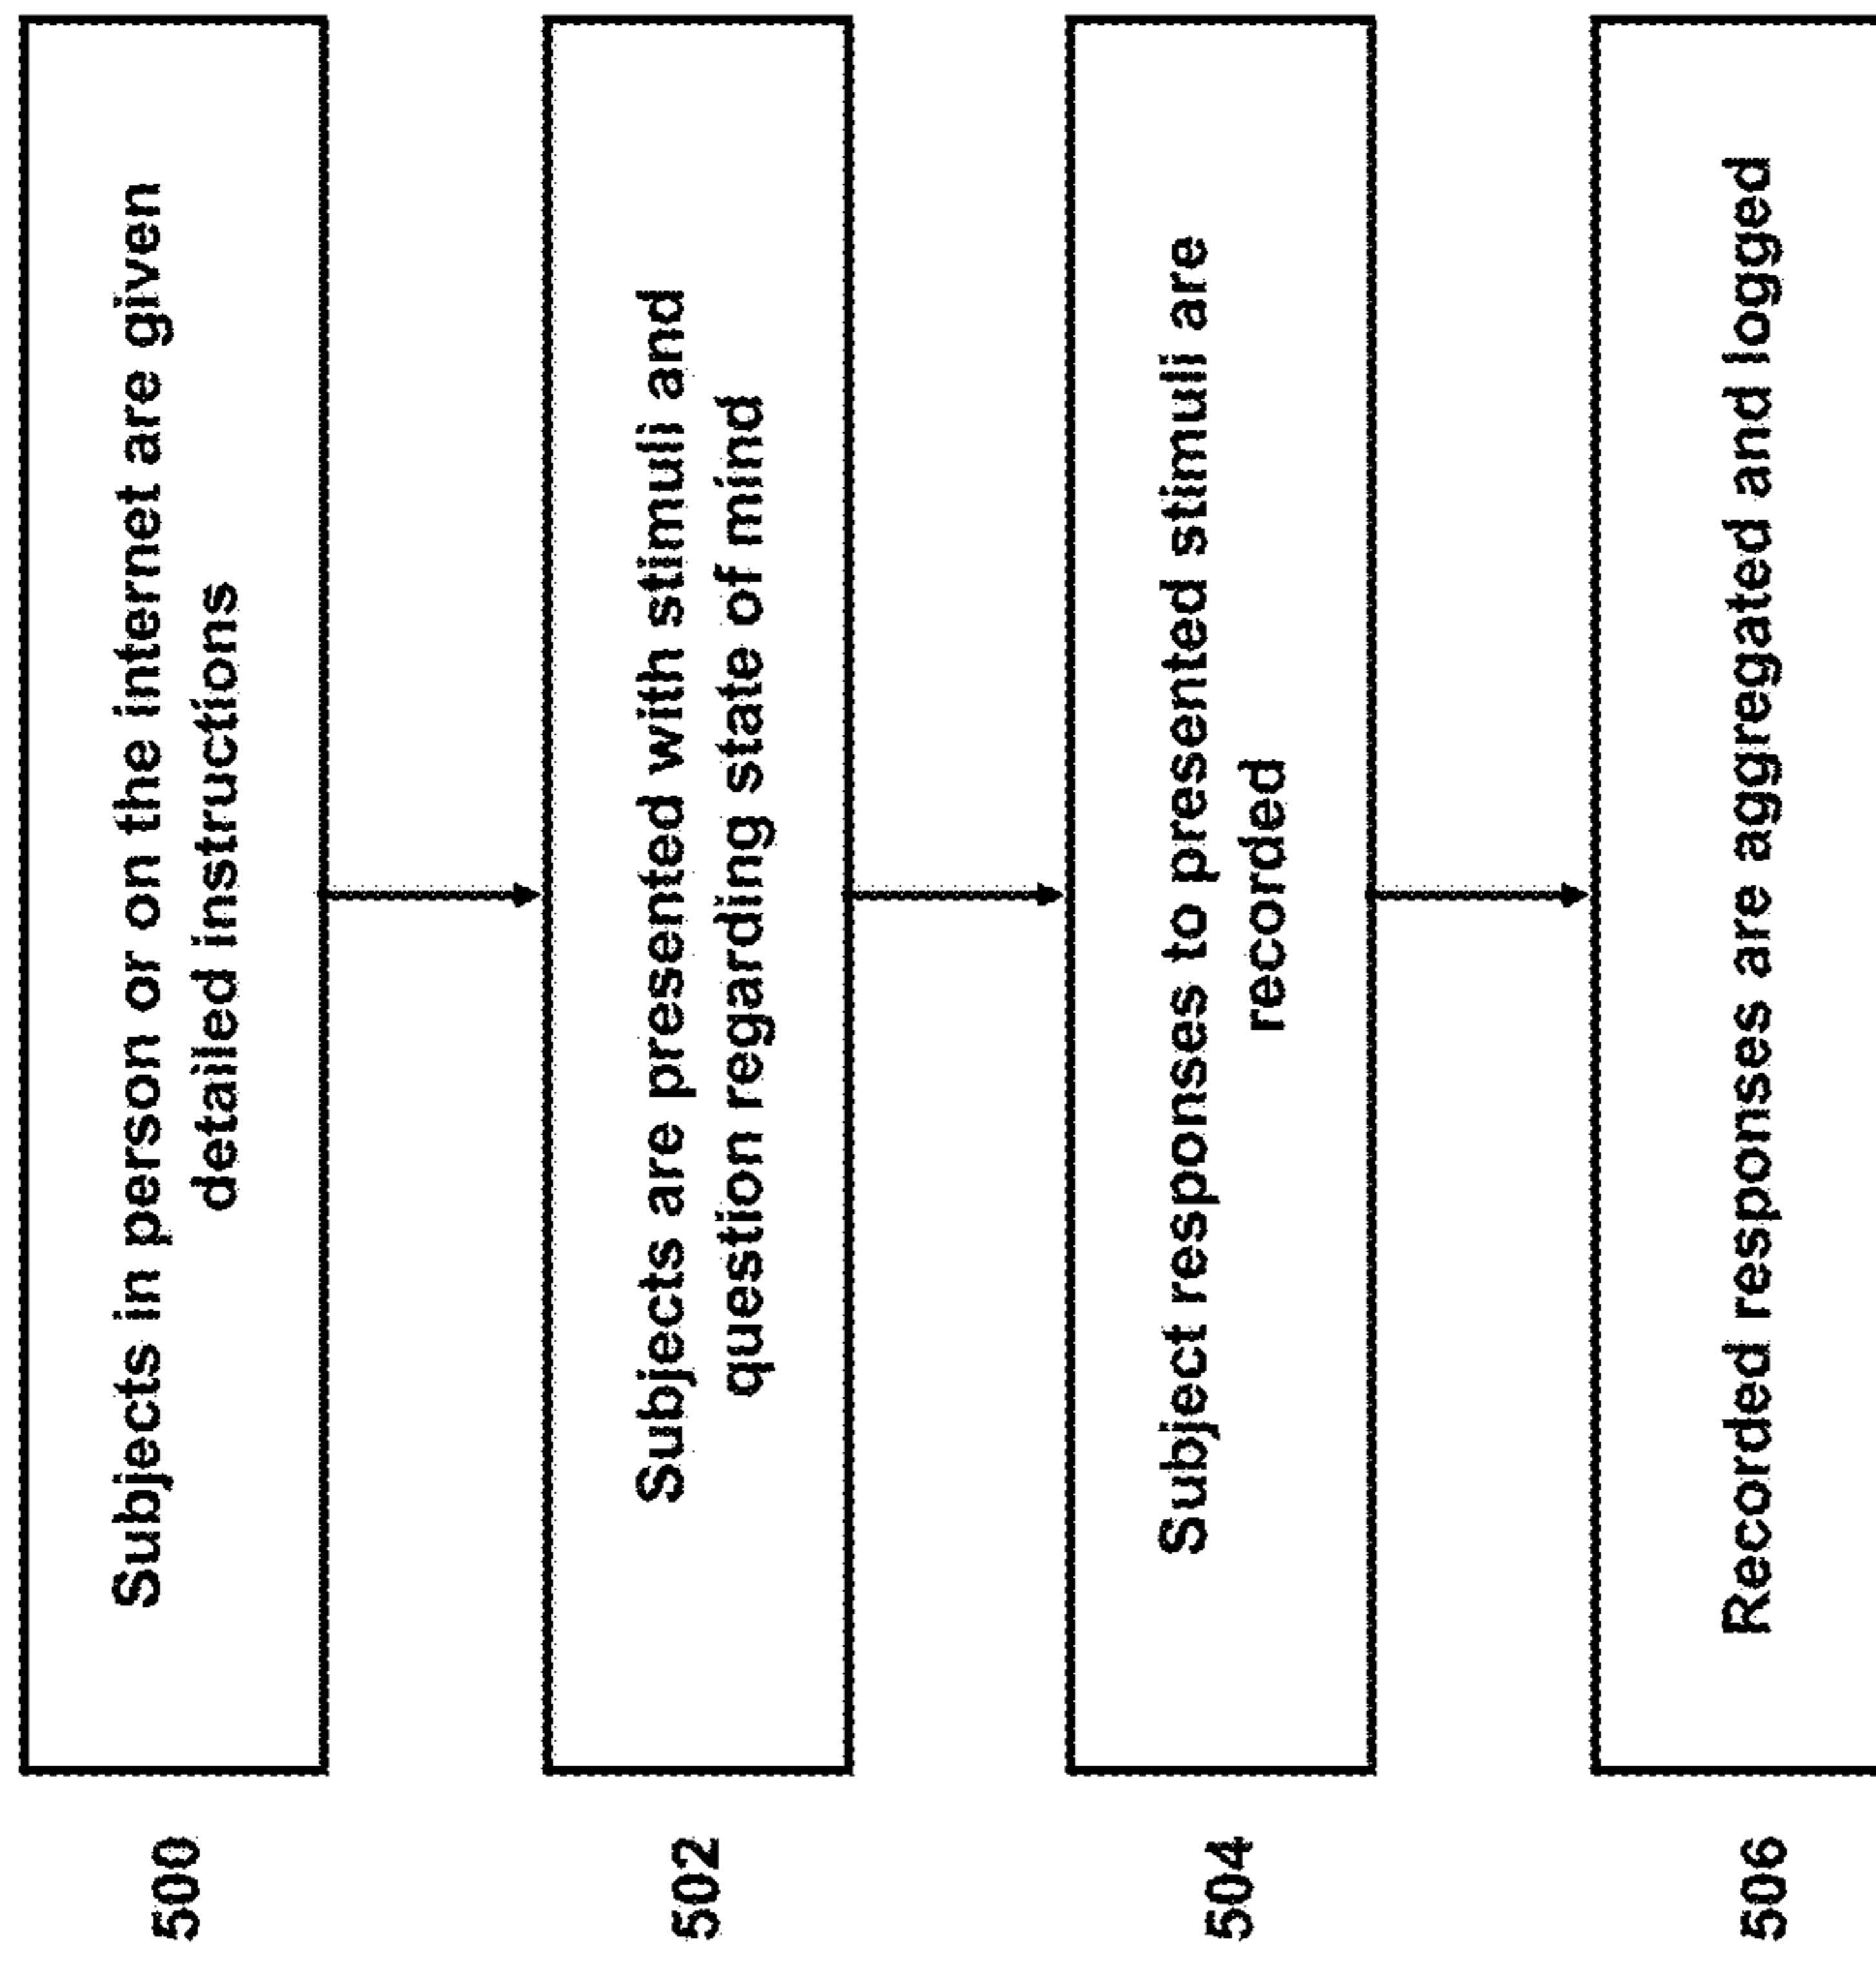 500
Subjects in person or on the internet are given
detailed instructions
502
Subjects are presented with stimuli and
question regarding state of mind
504
Subject responses to presented stimuli are
recorded
506
Recorded responses are aggregated and logged